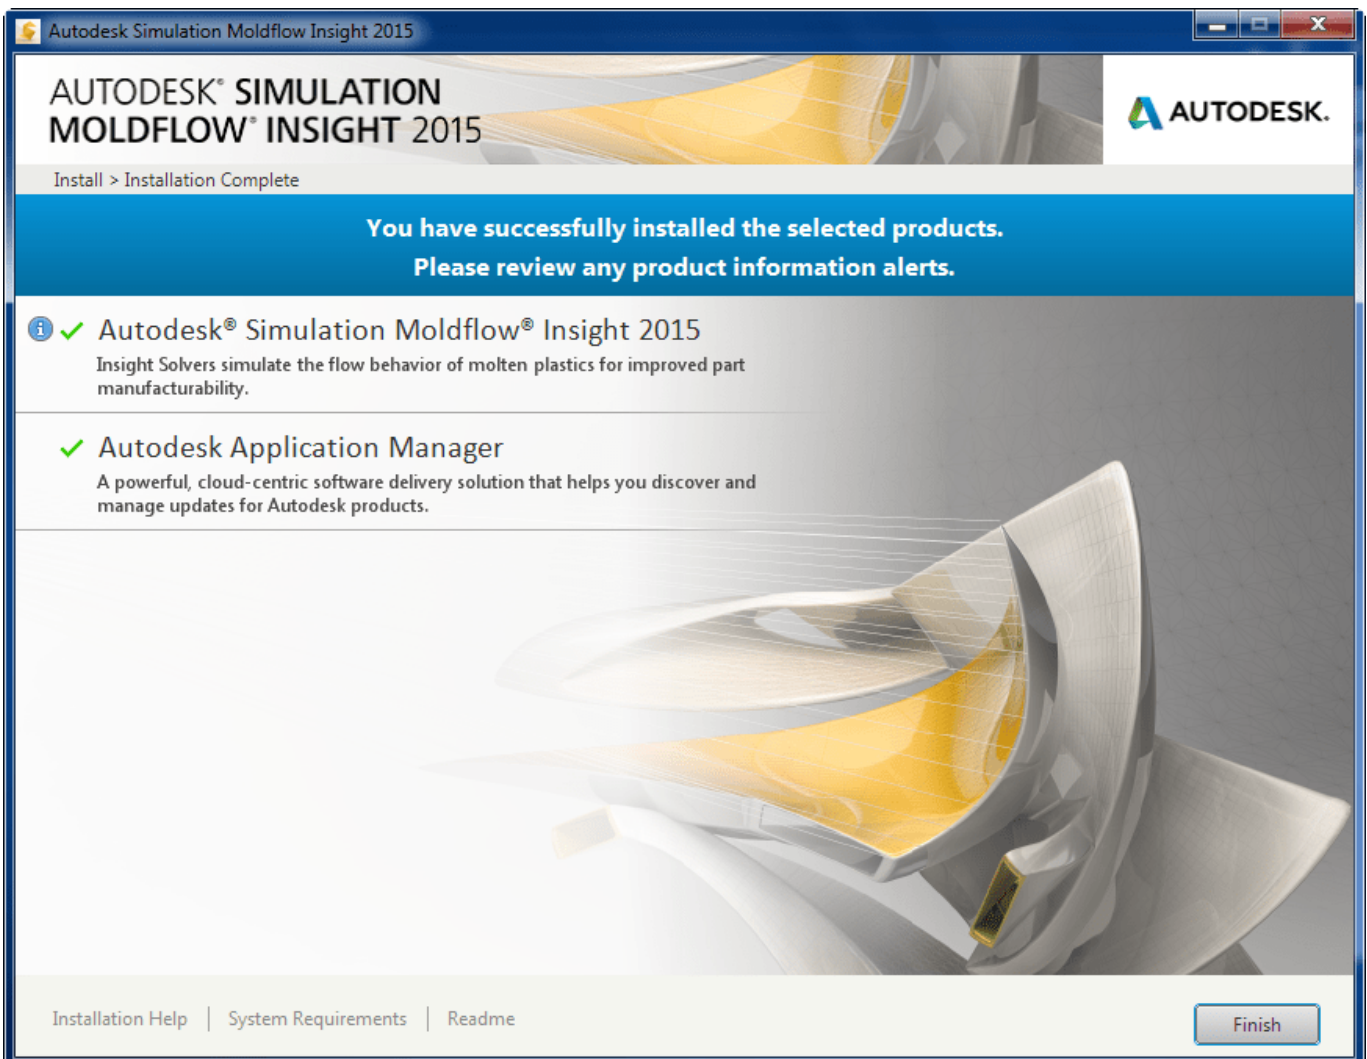 Autodesk Simulation Moldflow Insight 2015
AUTODESK® SIMULATION
MOLDFLOW® INSIGHT 2015
AUTODESK.
Install > Installation Complete
You have successfully installed the selected products.
Please review any product information alerts.
Autodesk® Simulation Moldflow® Insight 2015
Insight Solvers simulate the flow behavior of molten plastics for improved part
manufacturability.
Autodesk Application Manager
A powerful, cloud-centric software delivery solution that helps you discover and
manage updates for Autodesk products.
Installation Help | System Requirements | Readme
Finish